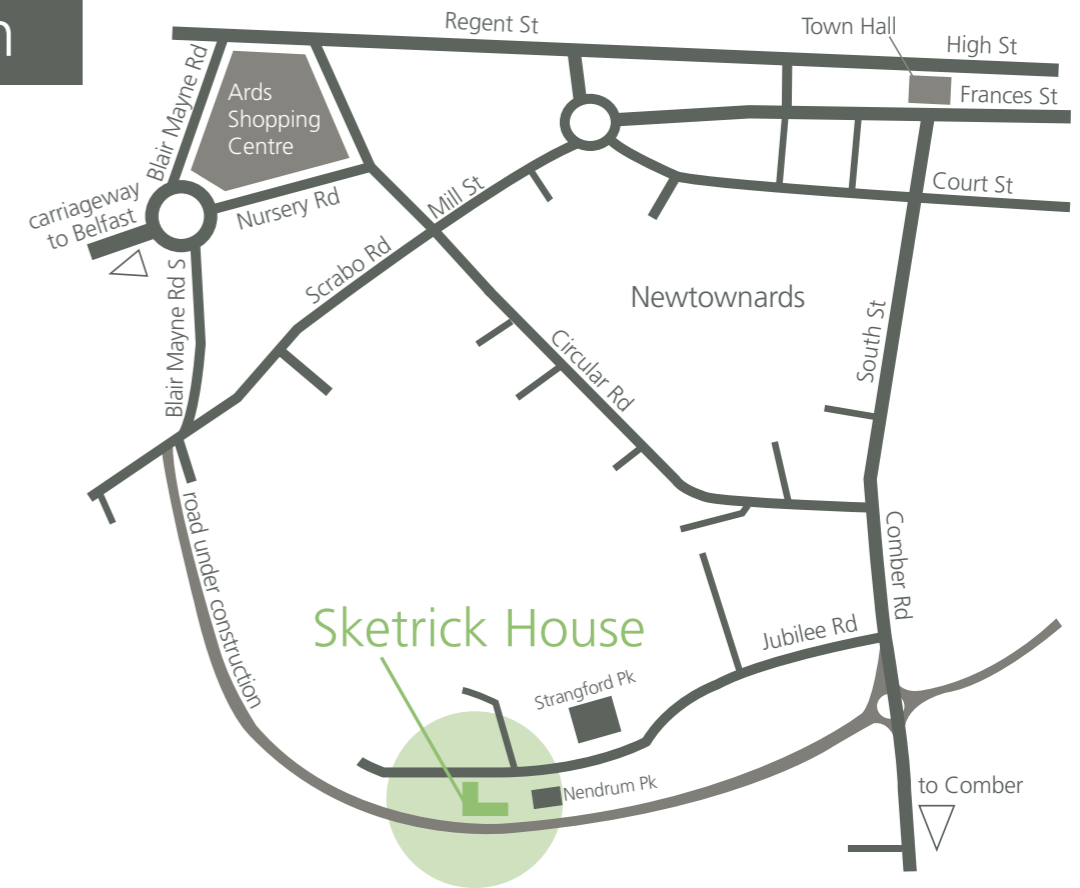 n
Regent St
Town Hall
High St
Blair Mayne Rd
Ards
Shopping
Centre
Frances St
carriageway
to Belfast
Nursery Rd
Mill St
Court St
Scrabo Rd
Blair Mayne Rd S
Newtownards
Circular Rd
South St
road under construction
Comber Rd
Sketrick House
Jubilee Rd
Strangford Pk
Nendrum Pk
to Comber